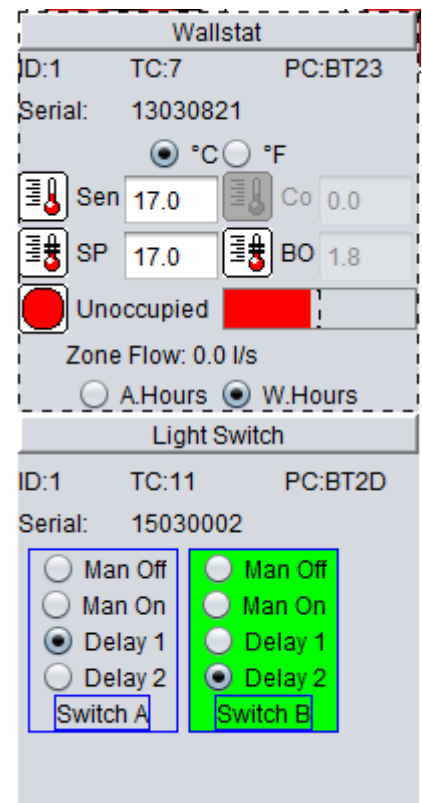 Wallstat
ID:1 TC:7 PC:BT23
Serial: 13030821
°C °F
Sen 17.0 Co 0.0
SP 17.0 BO 1.8
Unoccupied
Zone Flow: 0.0 l/s
A.Hours W.Hours
Light Switch
ID:1 TC:11 PC:BT2D
Serial: 15030002
Man Off Man Off
Man On Man On
Delay 1 Delay 1
Delay 2 Delay 2
Switch A Switch B